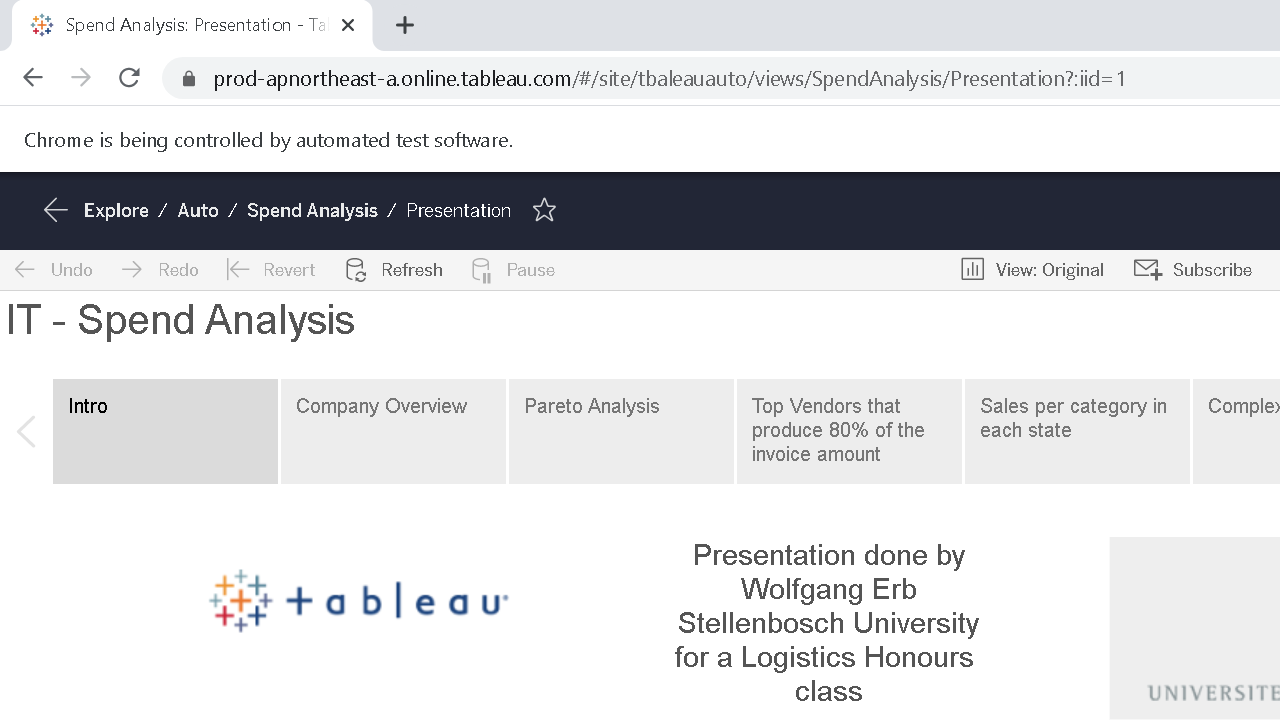 Spend Analysis: Presentation - Ta
prod-apnortheast-a.online.tableau.com/#/site/tbaleauauto/views/SpendAnalysis/Presentation?:iid=1
Chrome is being controlled by automated test software.
Explore / Auto / Spend Analysis / Presentation
Undo Redo Revert Refresh Pause View: Original Subscribe
IT - Spend Analysis
Intro
Company Overview
Pareto Analysis
Top Vendors that
produce 80% of the
invoice amount
Sales per category in
each state
Complex
tableau
Presentation done by
Wolfgang Erb
Stellenbosch University
for a Logistics Honours
class
UNIVERSITE